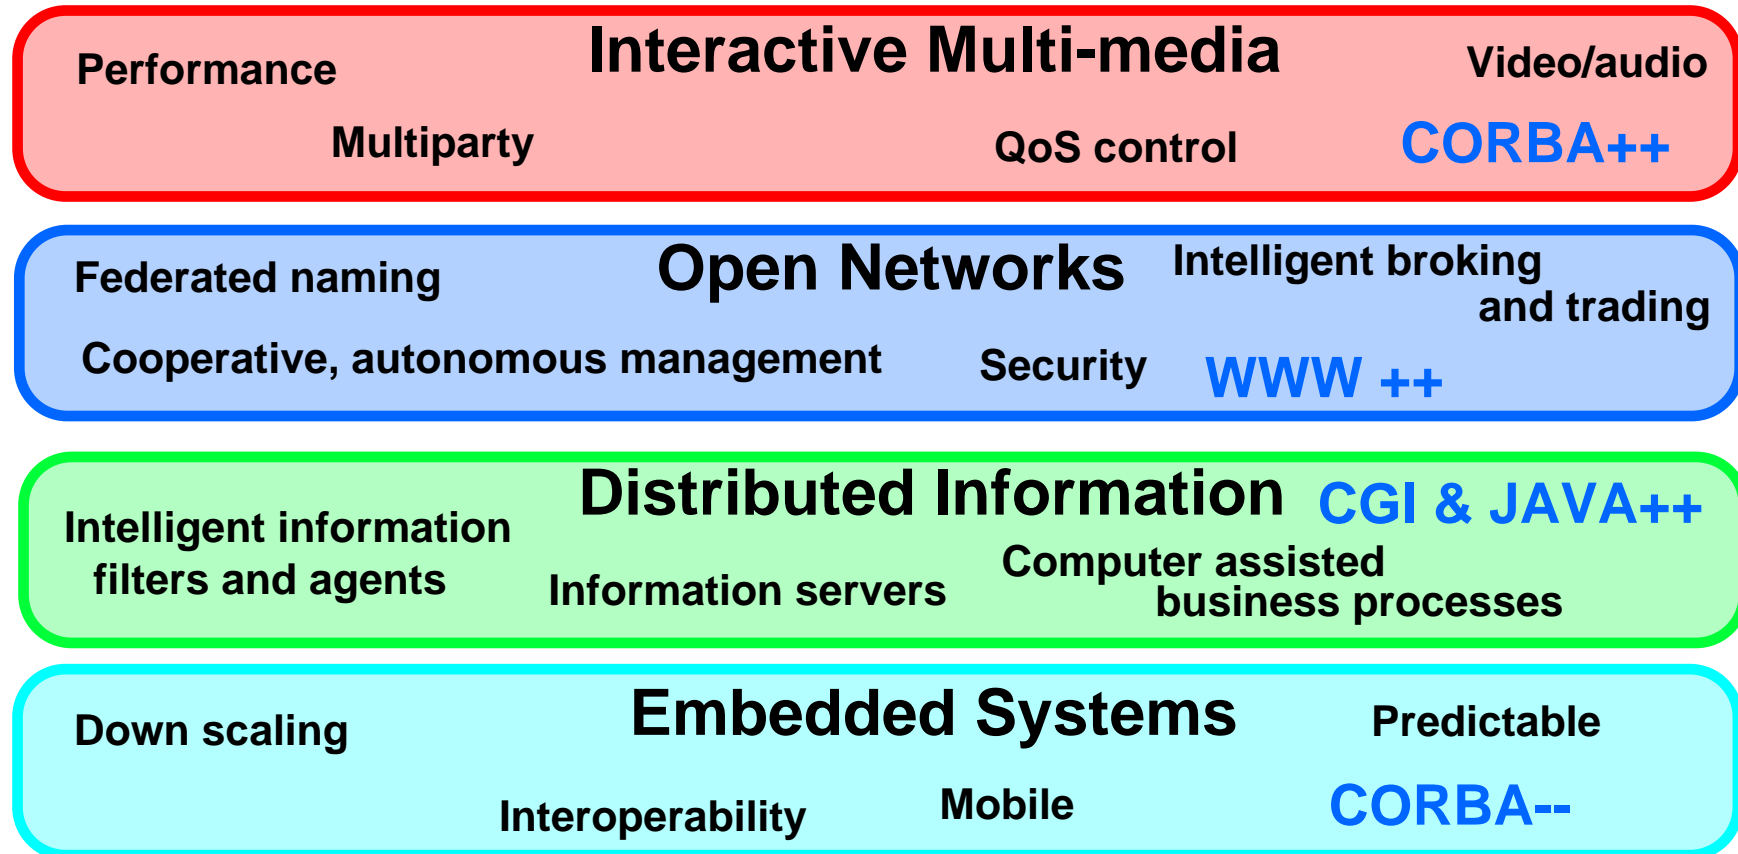 Interactive Multi-media
Performance
Video/audio
Multiparty
QoS control
CORBA++
Open Networks
Federated naming
Intelligent broking
and trading
Cooperative, autonomous management
Security
WWW ++
Distributed Information
CGI & JAVA++
Intelligent information
filters and agents
Information servers
Computer assisted
business processes
Embedded Systems
Down scaling
Predictable
Interoperability
Mobile
CORBA--